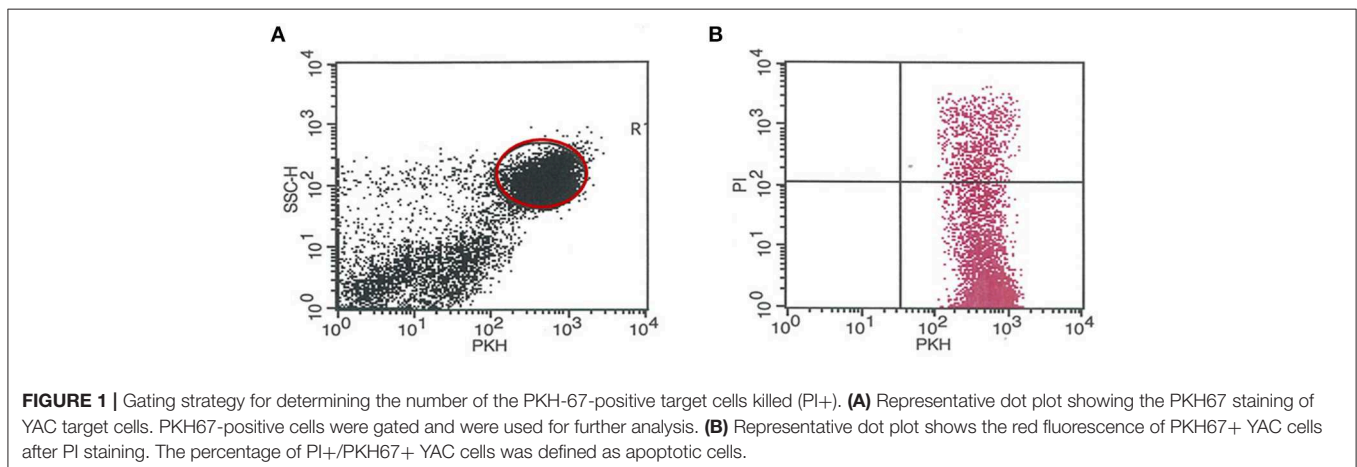 A
B
SSC-H
10^4
10^3
10^2
10^1
10^0
R1
10^0 10^1 10^2 10^3 10^4
PKH
PI
10^4
10^3
10^2
10^1
10^0
10^0 10^1 10^2 10^3 10^4
PKH
FIGURE 1 | Gating strategy for determining the number of the PKH-67-positive target cells killed (PI+). (A) Representative dot plot showing the PKH67 staining of
YAC target cells. PKH67-positive cells were gated and were used for further analysis. (B) Representative dot plot shows the red fluorescence of PKH67+ YAC cells
after PI staining. The percentage of PI+/PKH67+ YAC cells was defined as apoptotic cells.